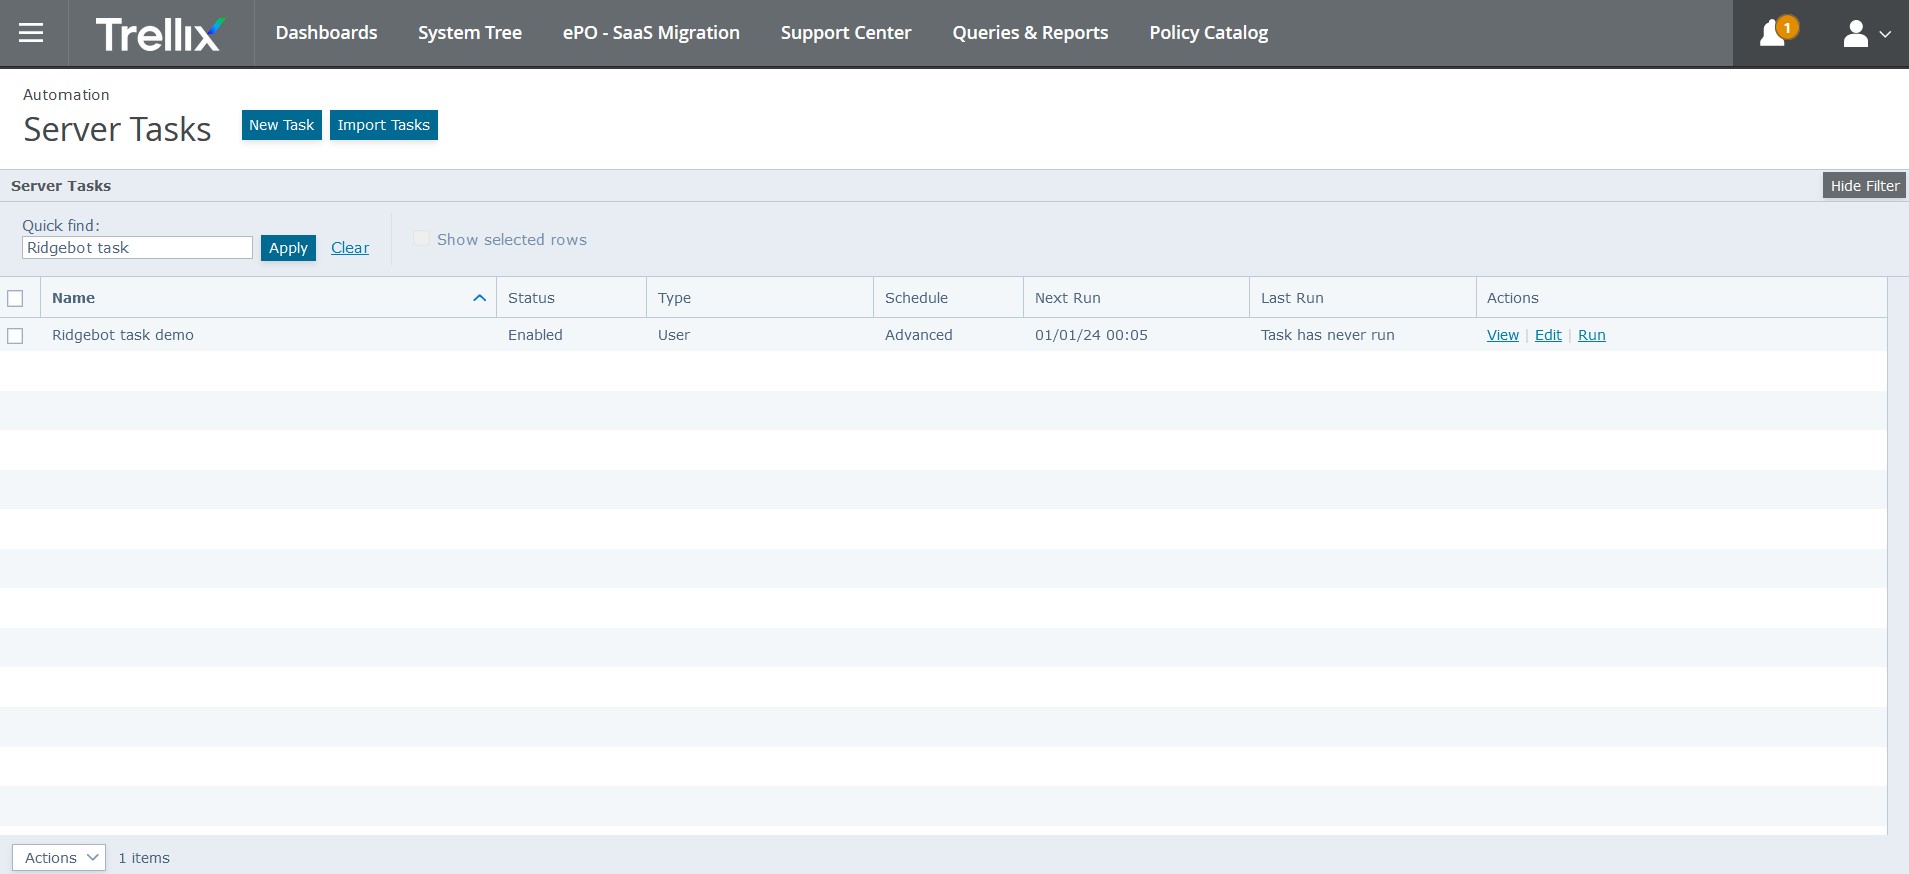 Trellix Dashboards System Tree ePO - SaaS Migration Support Center Queries & Reports Policy Catalog 1
Automation
Server Tasks New Task Import Tasks
Server Tasks Hide Filter
Quick find:
Ridgebot task Apply Clear Show selected rows
Name Status Type Schedule Next Run Last Run Actions
Ridgebot task demo Enabled User Advanced 01/01/24 00:05 Task has never run View | Edit | Run
Actions 1 items